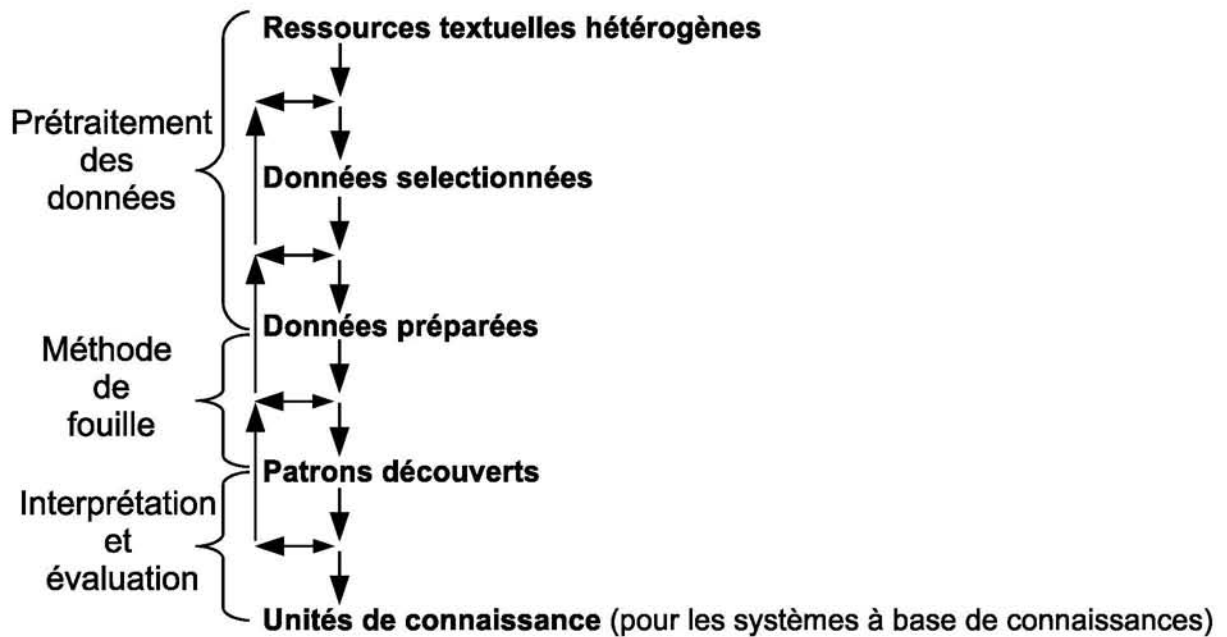 Ressources textuelles hétérogènes
Prétraitement
des
données
Données selectionnées
Données préparées
Méthode
de
fouille
Patrons découverts
Interprétation
et
évaluation
Unités de connaissance (pour les systèmes à base de connaissances)